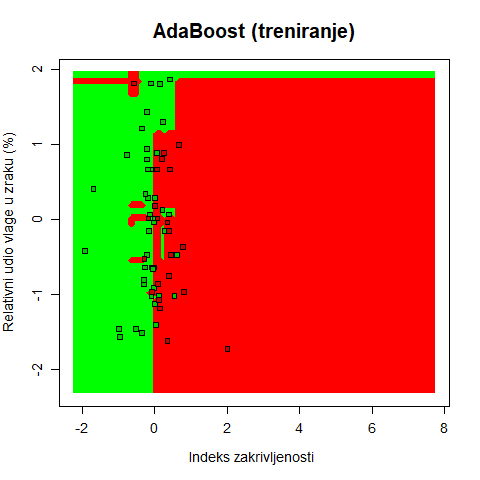 AdaBoost (treniranje)
Relativni udio vlage u zraku (%)
2
1
0
-1
-2
-2 0 2 4 6 8
Indeks zakrivljenosti